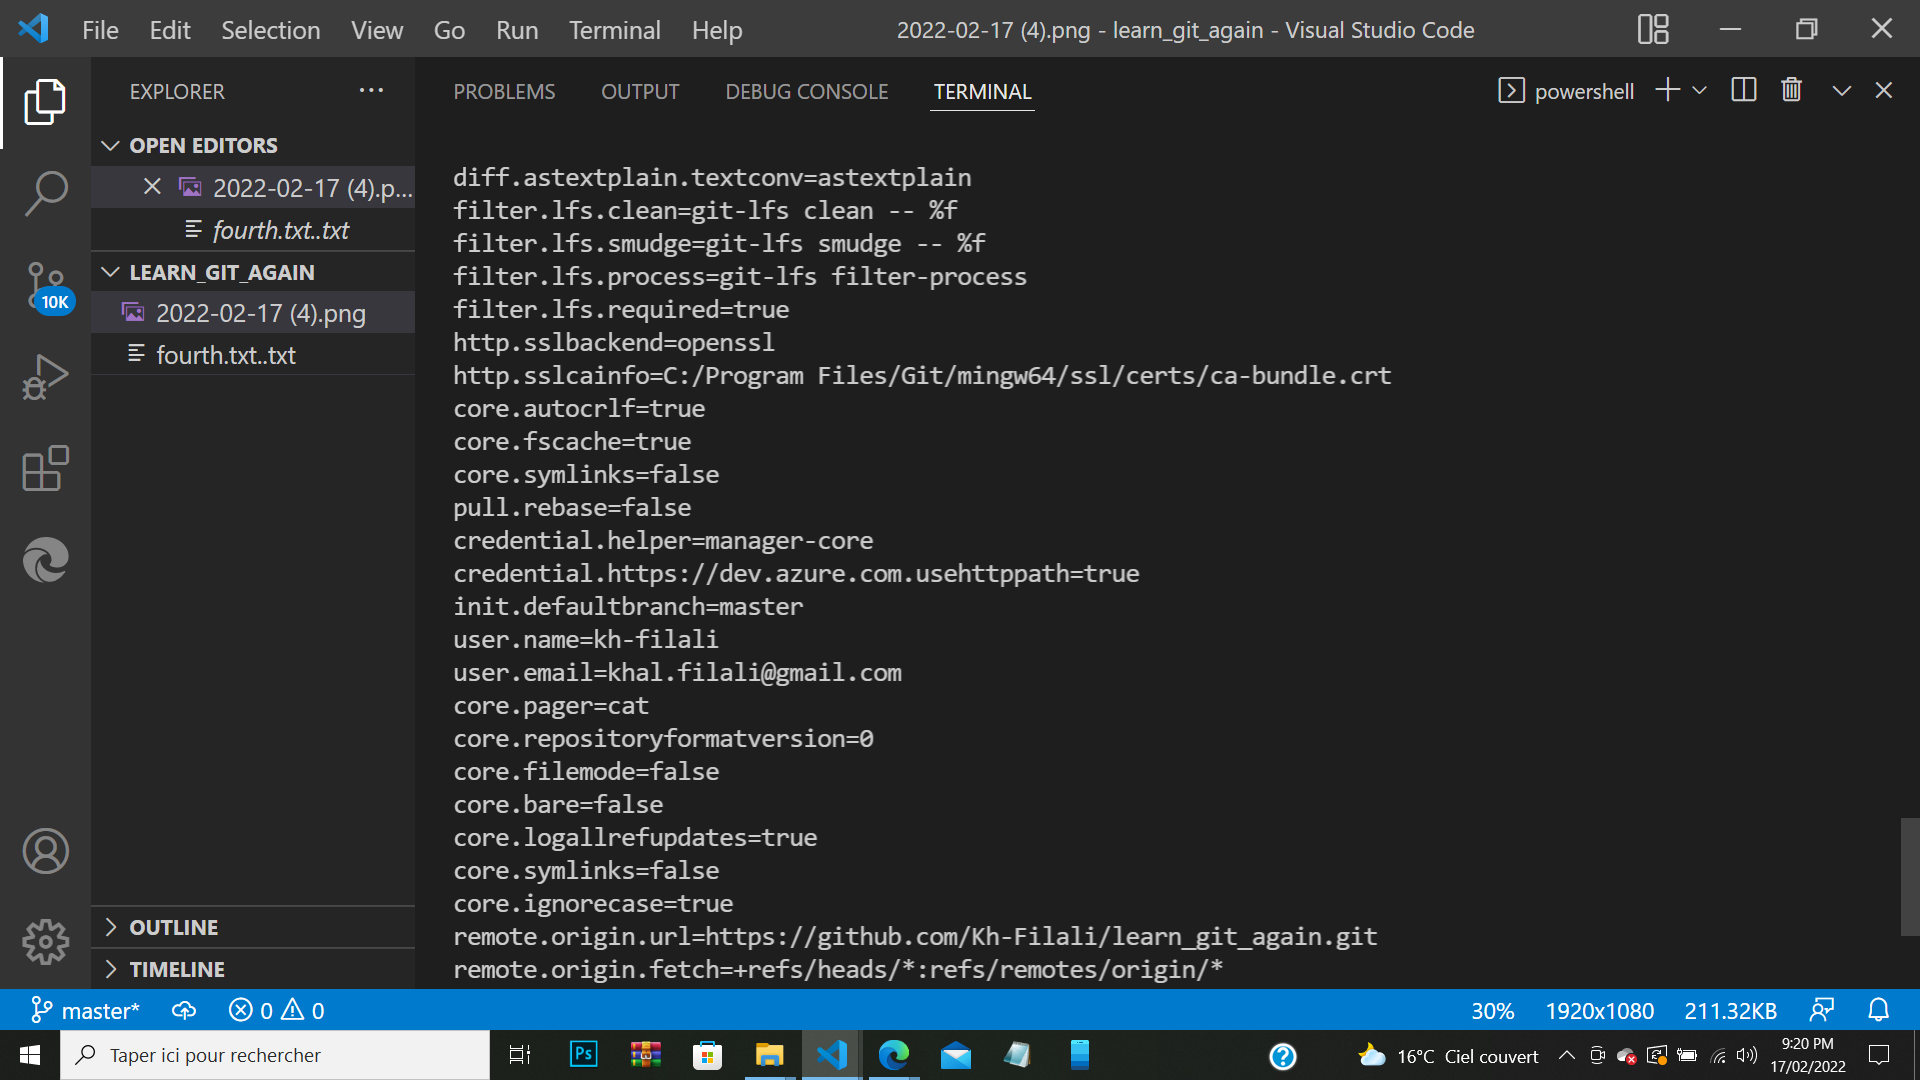 File Edit Selection View Go Run Terminal Help
2022-02-17 (4).png - learn_git_again - Visual Studio Code
EXPLORER
OPEN EDITORS
2022-02-17 (4).p...
fourth.txt..txt
LEARN_GIT_AGAIN
10K
2022-02-17 (4).png
fourth.txt..txt
OUTLINE
TIMELINE
PROBLEMS OUTPUT DEBUG CONSOLE TERMINAL
powershell
diff.astextplain.textconv=astextplain
filter.lfs.clean=git-lfs clean -- %f
filter.lfs.smudge=git-lfs smudge -- %f
filter.lfs.process=git-lfs filter-process
filter.lfs.required=true
http.sslbackend=openssl
http.sslcainfo=C:/Program Files/Git/mingw64/ssl/certs/ca-bundle.crt
core.autocrlf=true
core.fscache=true
core.symlinks=false
pull.rebase=false
credential.helper=manager-core
credential.https://dev.azure.com.usehttppath=true
init.defaultbranch=master
user.name=kh-filali
user.email=khal.filali@gmail.com
core.pager=cat
core.repositoryformatversion=0
core.filemode=false
core.bare=false
core.logallrefupdates=true
core.symlinks=false
core.ignorecase=true
remote.origin.url=https://github.com/Kh-Filali/learn_git_again.git
remote.origin.fetch=+refs/heads/*:refs/remotes/origin/*
master* 0 0
30% 1920x1080 211.32KB
Taper ici pour rechercher
Ps
16°C Ciel couvert
9:20 PM
17/02/2022